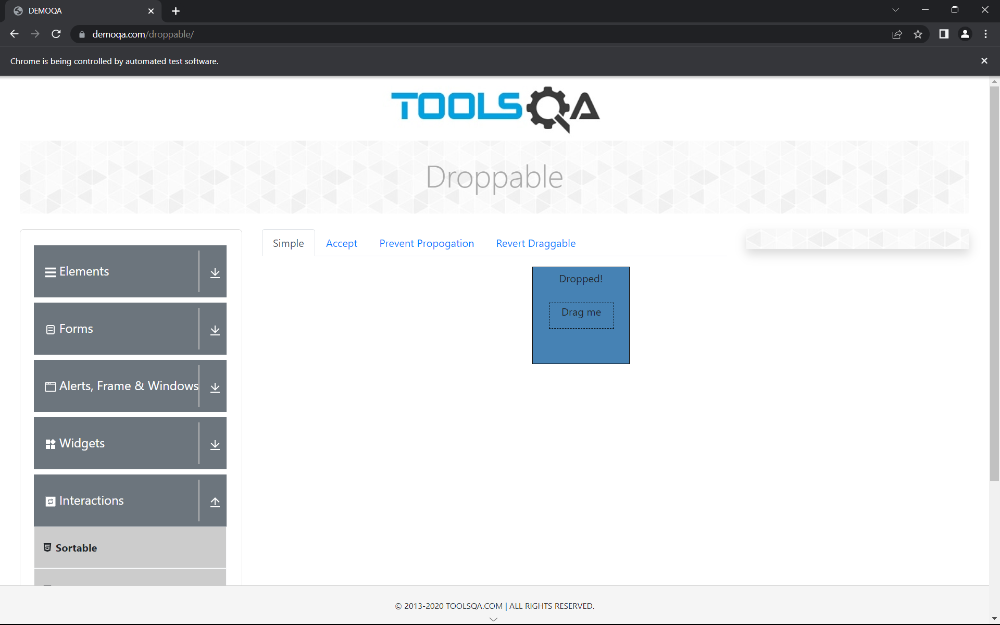 DEMOQA
demoqa.com/droppable/
Chrome is being controlled by automated test software.
TOOLSQA
Droppable
Elements
Forms
Alerts, Frame & Windows
Widgets
Interactions
Sortable
Simple Accept Prevent Propogation Revert Draggable
Dropped!
Drag me
© 2013-2020 TOOLSQA.COM | ALL RIGHTS RESERVED.